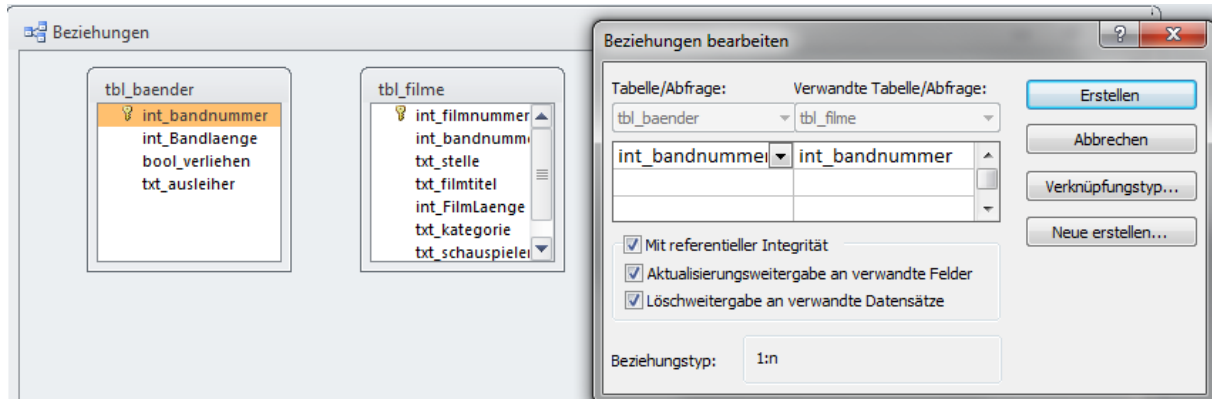 Beziehungen
tbl_baender
int_bandnummer
int_Bandlaenge
bool_verliehen
txt_ausleiher
tbl_filme
int_filmnummer
int_bandnumm
txt_stelle
txt_filmtitel
int_FilmLaenge
txt_kategorie
txt_schauspieler
Beziehungen bearbeiten
Tabelle/Abfrage: Verwandte Tabelle/Abfrage:
tbl_baender tbl_filme
int_bandnummer int_bandnummer
Mit referentieller Integrität
Aktualisierungsweitergabe an verwandte Felder
Löschweitergabe an verwandte Datensätze
Beziehungstyp: 1:n
Erstellen
Abbrechen
Verknüpfungstyp...
Neue erstellen...